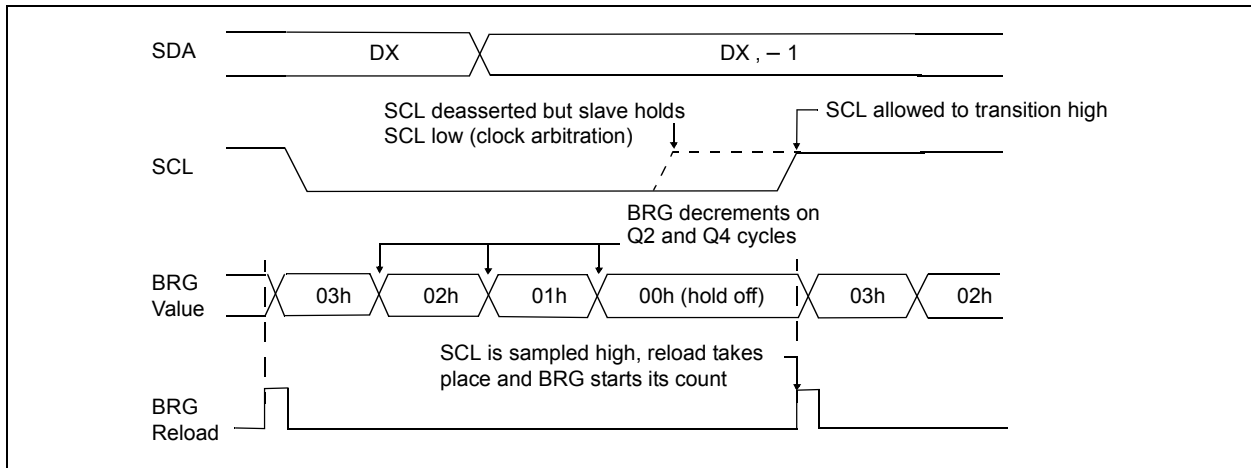 SDA
DX
DX , – 1
SCL deasserted but slave holds
SCL low (clock arbitration)
SCL allowed to transition high
SCL
BRG decrements on
Q2 and Q4 cycles
BRG
Value
03h
02h
01h
00h (hold off)
03h
02h
SCL is sampled high, reload takes
place and BRG starts its count
BRG
Reload